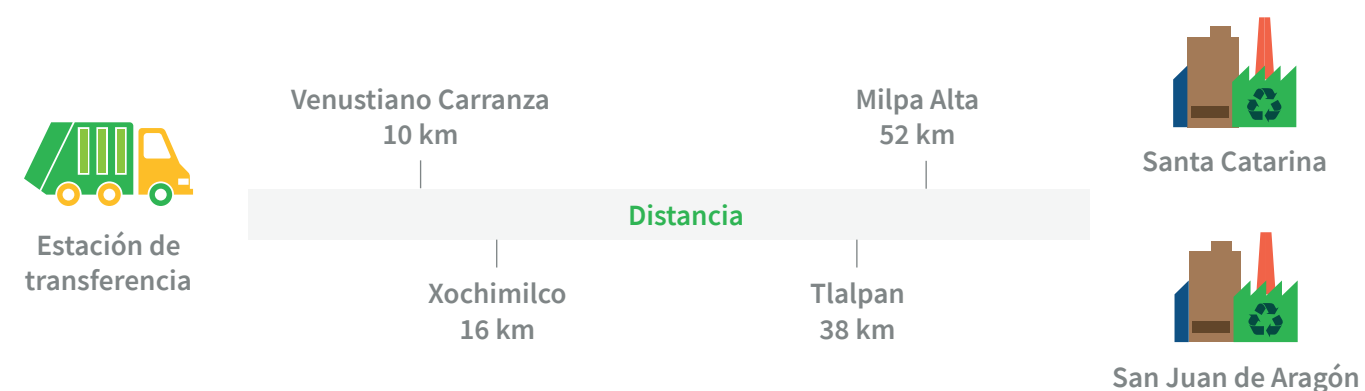 Venustiano Carranza
10 km
Milpa Alta
52 km
Santa Catarina
Distancia
Estación de
transferencia
Xochimilco
16 km
Tlalpan
38 km
San Juan de Aragón